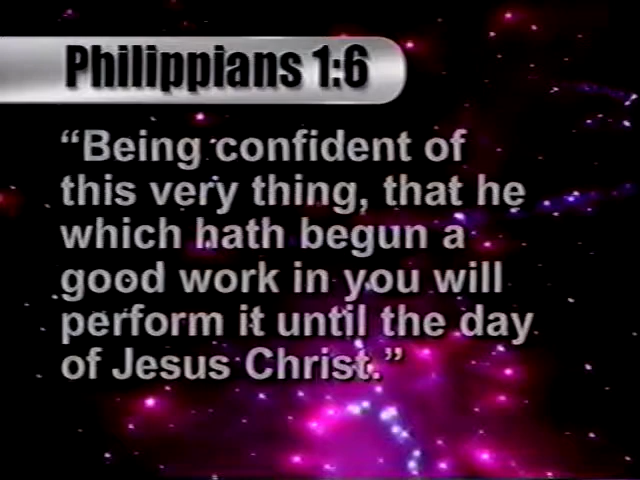 Philippians 1:6
“Being confident of
this very thing, that he
which hath begun a
good work in you will
perform it until the day
of Jesus Christ.”